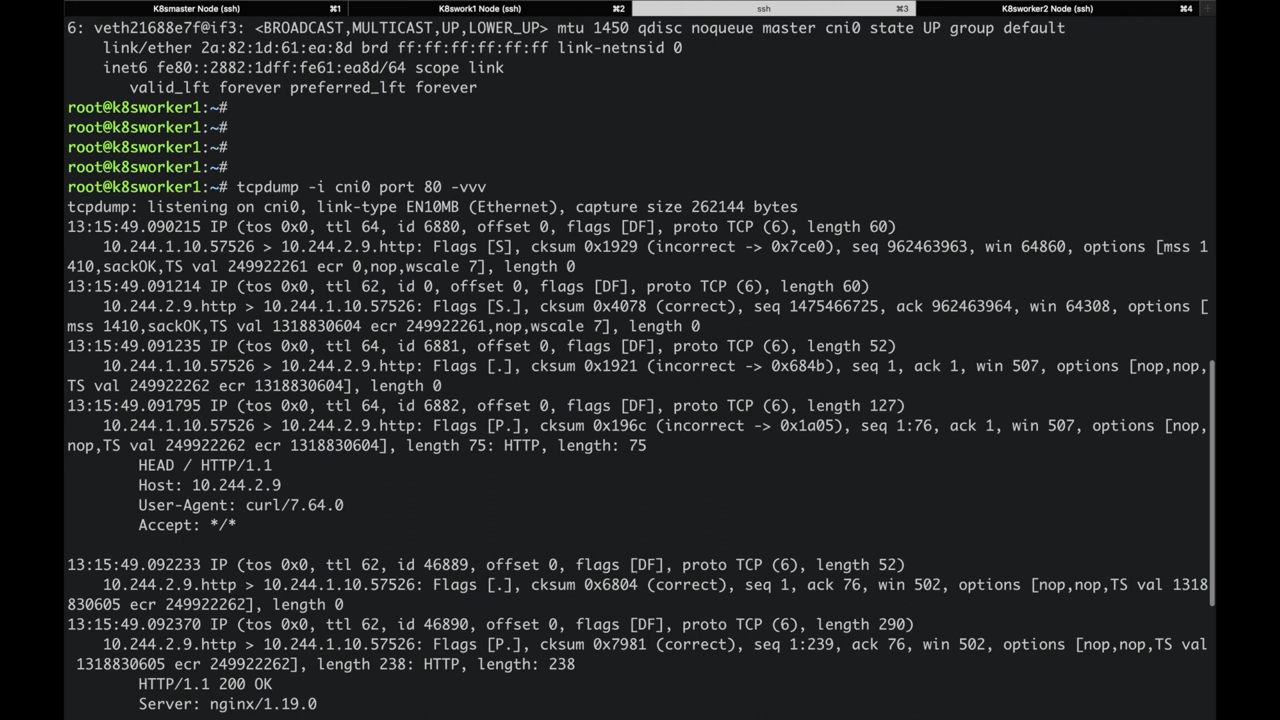 K8smaster Node (ssh) ⌘1 K8swork1 Node (ssh) ⌘2 ssh ⌘3 K8sworker2 Node (ssh) ⌘4 +
6: veth21688e7f@if3: <BROADCAST,MULTICAST,UP,LOWER_UP> mtu 1450 qdisc noqueue master cni0 state UP group default
    link/ether 2a:82:1d:61:ea:8d brd ff:ff:ff:ff:ff:ff link-netnsid 0
    inet6 fe80::2882:1dff:fe61:ea8d/64 scope link
       valid_lft forever preferred_lft forever
root@k8sworker1:~#
root@k8sworker1:~#
root@k8sworker1:~#
root@k8sworker1:~#
root@k8sworker1:~# tcpdump -i cni0 port 80 -vvv
tcpdump: listening on cni0, link-type EN10MB (Ethernet), capture size 262144 bytes
13:15:49.090215 IP (tos 0x0, ttl 64, id 6880, offset 0, flags [DF], proto TCP (6), length 60)
    10.244.1.10.57526 > 10.244.2.9.http: Flags [S], cksum 0x1929 (incorrect -> 0x7ce0), seq 962463963, win 64860, options [mss 1
410,sackOK,TS val 249922261 ecr 0,nop,wscale 7], length 0
13:15:49.091214 IP (tos 0x0, ttl 62, id 0, offset 0, flags [DF], proto TCP (6), length 60)
    10.244.2.9.http > 10.244.1.10.57526: Flags [S.], cksum 0x4078 (correct), seq 1475466725, ack 962463964, win 64308, options [
mss 1410,sackOK,TS val 1318830604 ecr 249922261,nop,wscale 7], length 0
13:15:49.091235 IP (tos 0x0, ttl 64, id 6881, offset 0, flags [DF], proto TCP (6), length 52)
    10.244.1.10.57526 > 10.244.2.9.http: Flags [.], cksum 0x1921 (incorrect -> 0x684b), seq 1, ack 1, win 507, options [nop,nop,
TS val 249922262 ecr 1318830604], length 0
13:15:49.091795 IP (tos 0x0, ttl 64, id 6882, offset 0, flags [DF], proto TCP (6), length 127)
    10.244.1.10.57526 > 10.244.2.9.http: Flags [P.], cksum 0x196c (incorrect -> 0x1a05), seq 1:76, ack 1, win 507, options [nop,
nop,TS val 249922262 ecr 1318830604], length 75: HTTP, length: 75
        HEAD / HTTP/1.1
        Host: 10.244.2.9
        User-Agent: curl/7.64.0
        Accept: */*
13:15:49.092233 IP (tos 0x0, ttl 62, id 46889, offset 0, flags [DF], proto TCP (6), length 52)
    10.244.2.9.http > 10.244.1.10.57526: Flags [.], cksum 0x6804 (correct), seq 1, ack 76, win 502, options [nop,nop,TS val 1318
830605 ecr 249922262], length 0
13:15:49.092370 IP (tos 0x0, ttl 62, id 46890, offset 0, flags [DF], proto TCP (6), length 290)
    10.244.2.9.http > 10.244.1.10.57526: Flags [P.], cksum 0x7981 (correct), seq 1:239, ack 76, win 502, options [nop,nop,TS val
 1318830605 ecr 249922262], length 238: HTTP, length: 238
        HTTP/1.1 200 OK
        Server: nginx/1.19.0